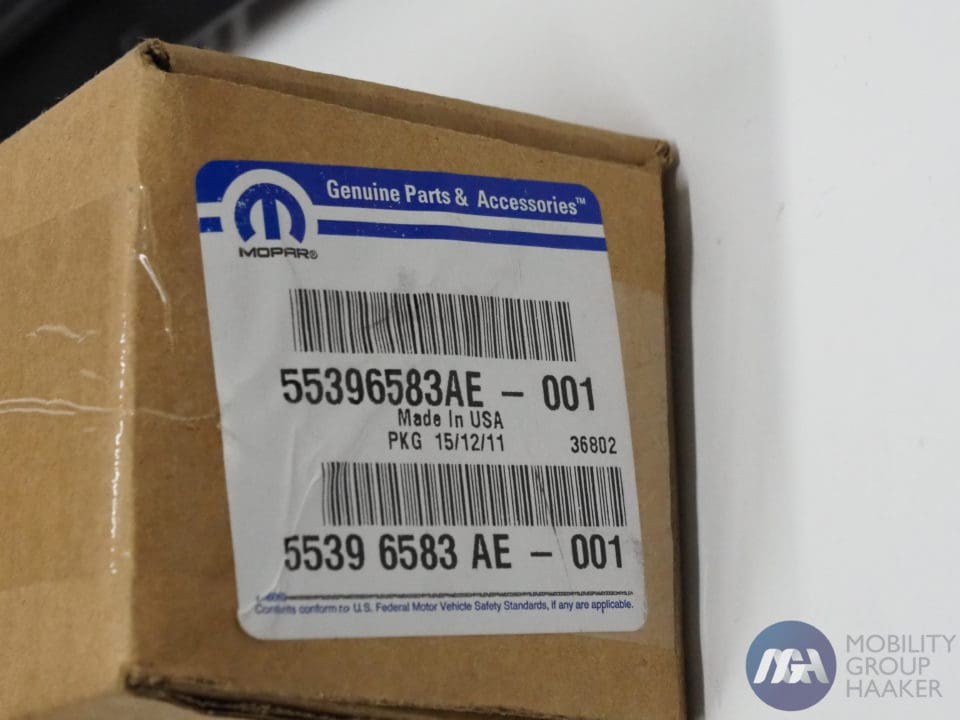 Genuine Parts & Accessories™
MOPAR®
55396583AE – 001
Made In USA
PKG 15/12/11 36802
5539 6583 AE – 001
Contents conform to U.S. Federal Motor Vehicle Safety Standards, if any are applicable.
MGH
MOBILITY
GROUP
HAAKER